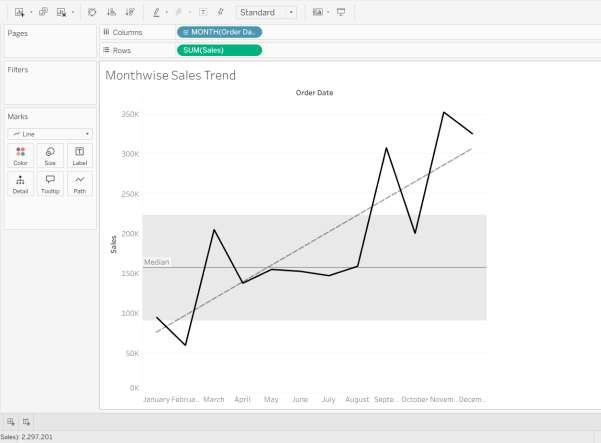 Standard
Pages
Columns
MONTH(Order Da..
Rows
SUM(Sales)
Filters
Marks
Line
Color Size Label
Detail Tooltip Path
Monthwise Sales Trend
Order Date
350K
300K
250K
200K
150K
100K
50K
0K
Sales
Median
January Februa.. March April May June July August Septe.. October Novem.. Decem..
Sales): 2,297,201